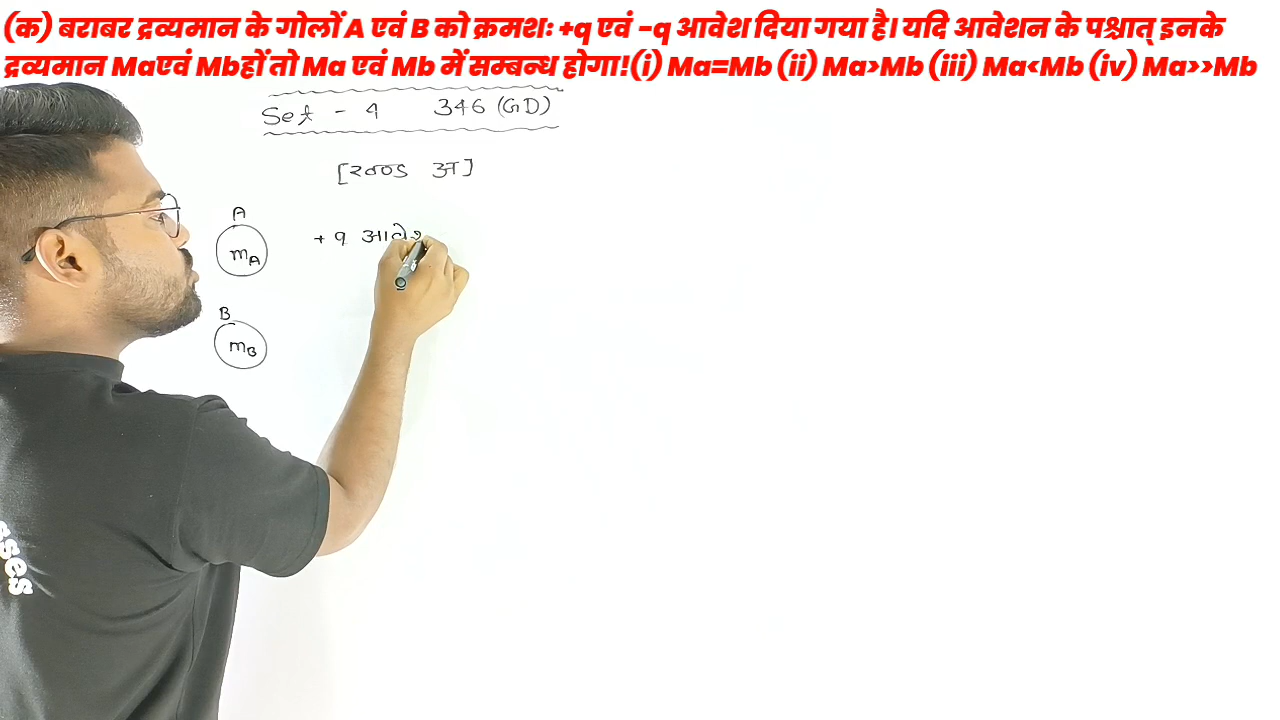 (क) बराबर द्रव्यमान के गोलों A एवं B को क्रमशः +q एवं -q आवेश दिया गया है। यदि आवेशन के पश्चात् इनके
द्रव्यमान Maएवं Mbहों तो Ma एवं Mb में सम्बन्ध होगा!(i) Ma=Mb (ii) Ma>Mb (iii) Ma<Mb (iv) Ma>>Mb
Set - 4 346 (GD)
[खण्ड अ]
A
mA
+ q आवेश
B
mB
sses